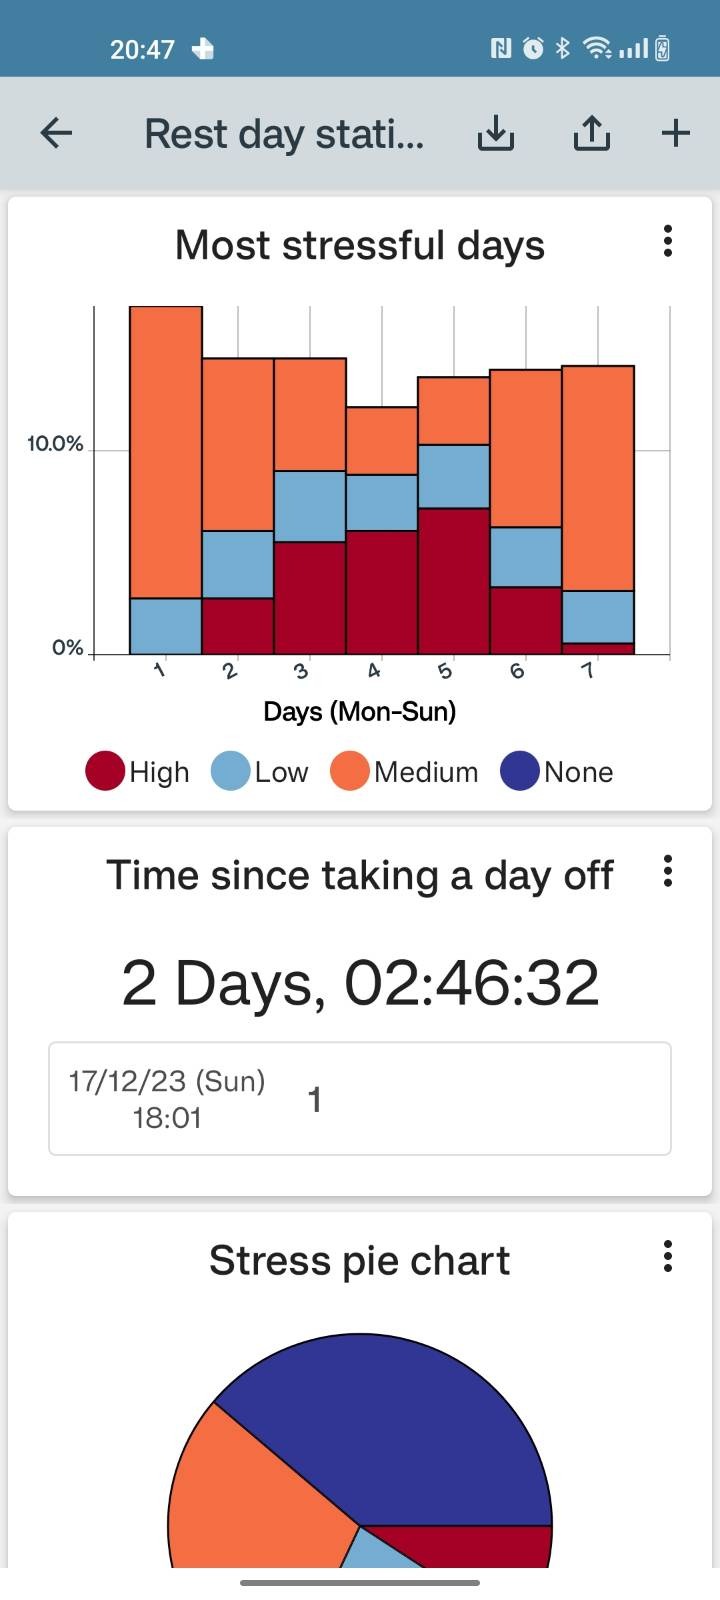 20:47
Rest day stati...
Most stressful days
10.0%
0%
1 2 3 4 5 6 7
Days (Mon-Sun)
High Low Medium None
Time since taking a day off
2 Days, 02:46:32
17/12/23 (Sun)
18:01
1
Stress pie chart